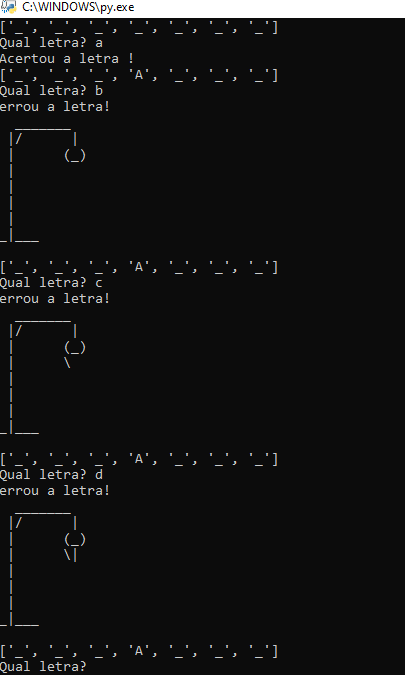 C:\WINDOWS\py.exe
['_', '_', '_', '_', '_', '_', '_']
Qual letra? a
Acertou a letra !
['_', '_', '_', 'A', '_', '_', '_']
Qual letra? b
errou a letra!
  _______
 |/      |
 |      (_)
 |
 |
 |
 |
_|___
['_', '_', '_', 'A', '_', '_', '_']
Qual letra? c
errou a letra!
  _______
 |/      |
 |      (_)
 |      \
 |
 |
 |
 |
_|___
['_', '_', '_', 'A', '_', '_', '_']
Qual letra? d
errou a letra!
  _______
 |/      |
 |      (_)
 |      \|
 |
 |
 |
_|___
['_', '_', '_', 'A', '_', '_', '_']
Qual letra?